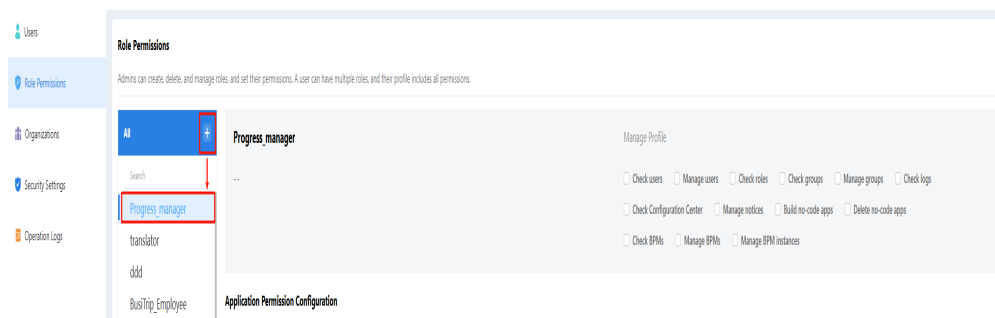 Users
Role Permissions
Organizations
Security Settings
Operation Logs
Role Permissions
Admins can create, delete, and manage roles, and set their permissions. A user can have multiple roles, and their profile includes all permissions.
All +
Search
Progress_manager
translator
ddd
BusiTrip_Employee
Progress_manager
--
Manage Profile
Check users Manage users Check roles Check groups Manage groups Check logs
Check Configuration Center Manage notices Build no-code apps Delete no-code apps
Check BPMs Manage BPMs Manage BPM instances
Application Permission Configuration